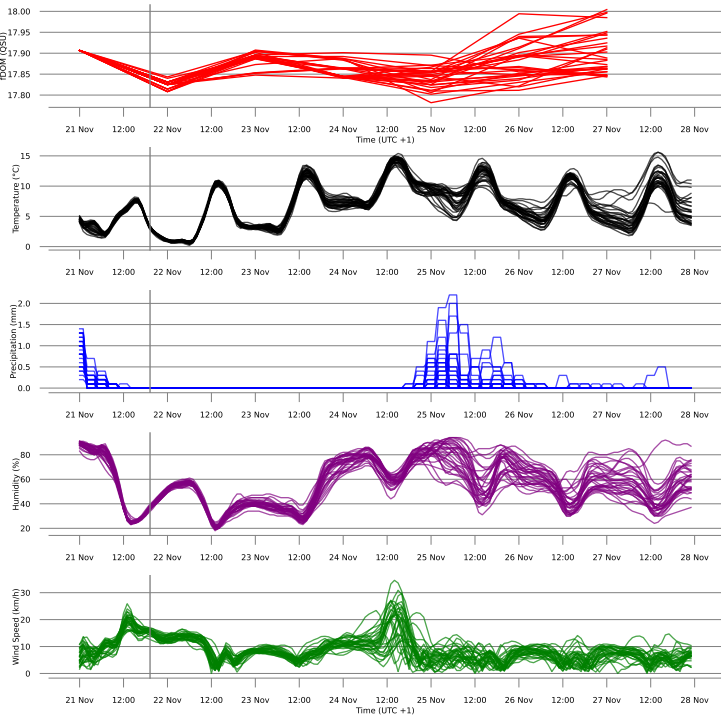 18.00
17.95
17.90
17.85
17.80
fDOM (QSU)
21 Nov 12:00 22 Nov 12:00 23 Nov 12:00 24 Nov 12:00 25 Nov 12:00 26 Nov 12:00 27 Nov 12:00 28 Nov
Time (UTC +1)
15
10
5
0
Temperature (°C)
21 Nov 12:00 22 Nov 12:00 23 Nov 12:00 24 Nov 12:00 25 Nov 12:00 26 Nov 12:00 27 Nov 12:00 28 Nov
2.0
1.5
1.0
0.5
0.0
Precipitation (mm)
21 Nov 12:00 22 Nov 12:00 23 Nov 12:00 24 Nov 12:00 25 Nov 12:00 26 Nov 12:00 27 Nov 12:00 28 Nov
80
60
40
20
Humidity (%)
21 Nov 12:00 22 Nov 12:00 23 Nov 12:00 24 Nov 12:00 25 Nov 12:00 26 Nov 12:00 27 Nov 12:00 28 Nov
30
20
10
0
Wind Speed (km/h)
21 Nov 12:00 22 Nov 12:00 23 Nov 12:00 24 Nov 12:00 25 Nov 12:00 26 Nov 12:00 27 Nov 12:00 28 Nov
Time (UTC +1)